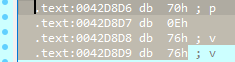 .text:0042D8D6 db 70h ; p
.text:0042D8D7 db 0Eh
.text:0042D8D8 db 76h ; v
.text:0042D8D9 db 76h ; v